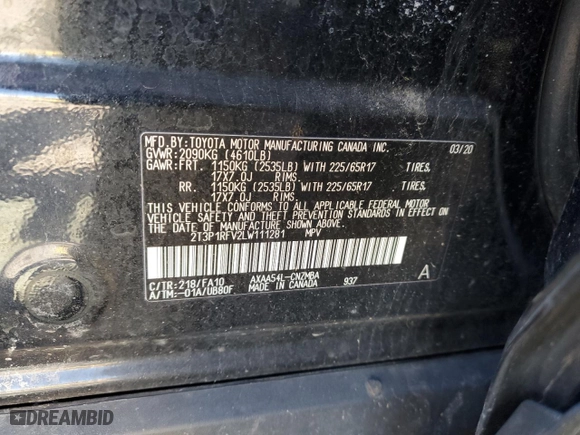 MFD.BY:TOYOTA MOTOR MANUFACTURING CANADA INC. 03/20
GVWR:2090KG (4610LB)
GAWR:FRT. 1150KG (2535LB) WITH 225/65R17 TIRES,
17X7.0J RIMS.
RR. 1150KG (2535LB) WITH 225/65R17 TIRES,
17X7.0J RIMS.
THIS VEHICLE CONFORMS TO ALL APPLICABLE FEDERAL MOTOR
VEHICLE SAFETY AND THEFT PREVENTION STANDARDS IN EFFECT ON
THE DATE OF MANUFACTURE SHOWN ABOVE.
2T3P1RFV2LW111281 MPV
C/TR:218/FA10 AXAA54L-CNZMBA A
A/TM:-01A/UB80F MADE IN CANADA 937
DREAMBID